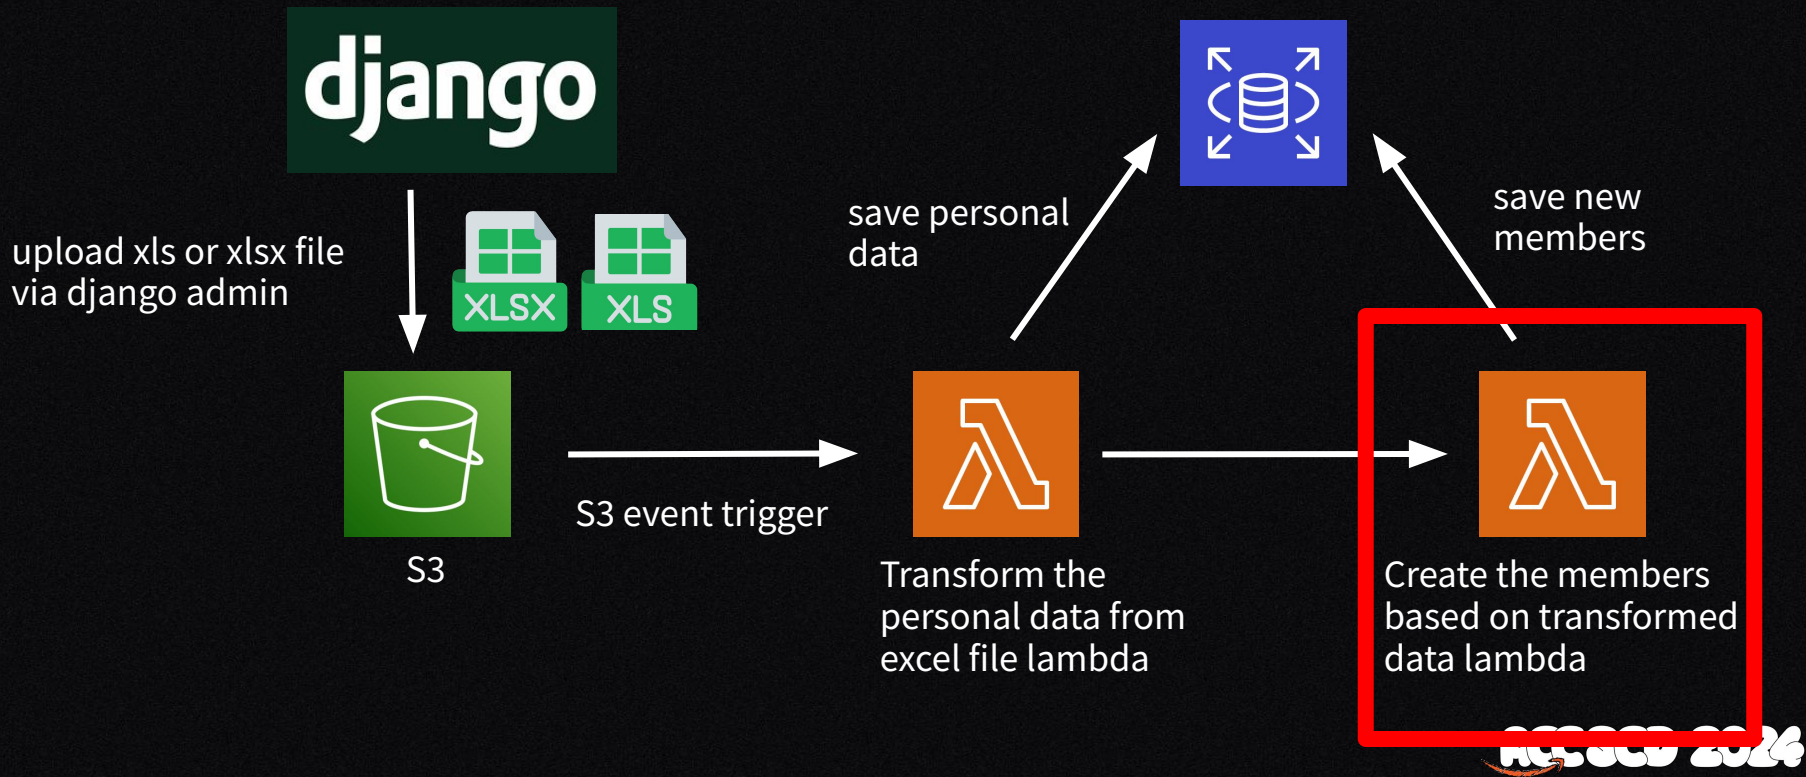 django
upload xls or xlsx file
via django admin
XLSX
XLS
save personal
data
save new
members
S3 event trigger
S3
Transform the
personal data from
excel file lambda
Create the members
based on transformed
data lambda
2024